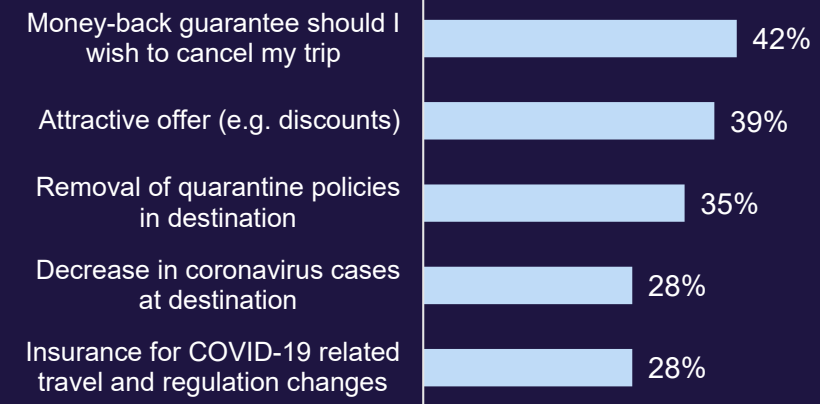 Money-back guarantee should I
wish to cancel my trip
42%
Attractive offer (e.g. discounts)
39%
Removal of quarantine policies
in destination
35%
Decrease in coronavirus cases
at destination
28%
Insurance for COVID-19 related
travel and regulation changes
28%